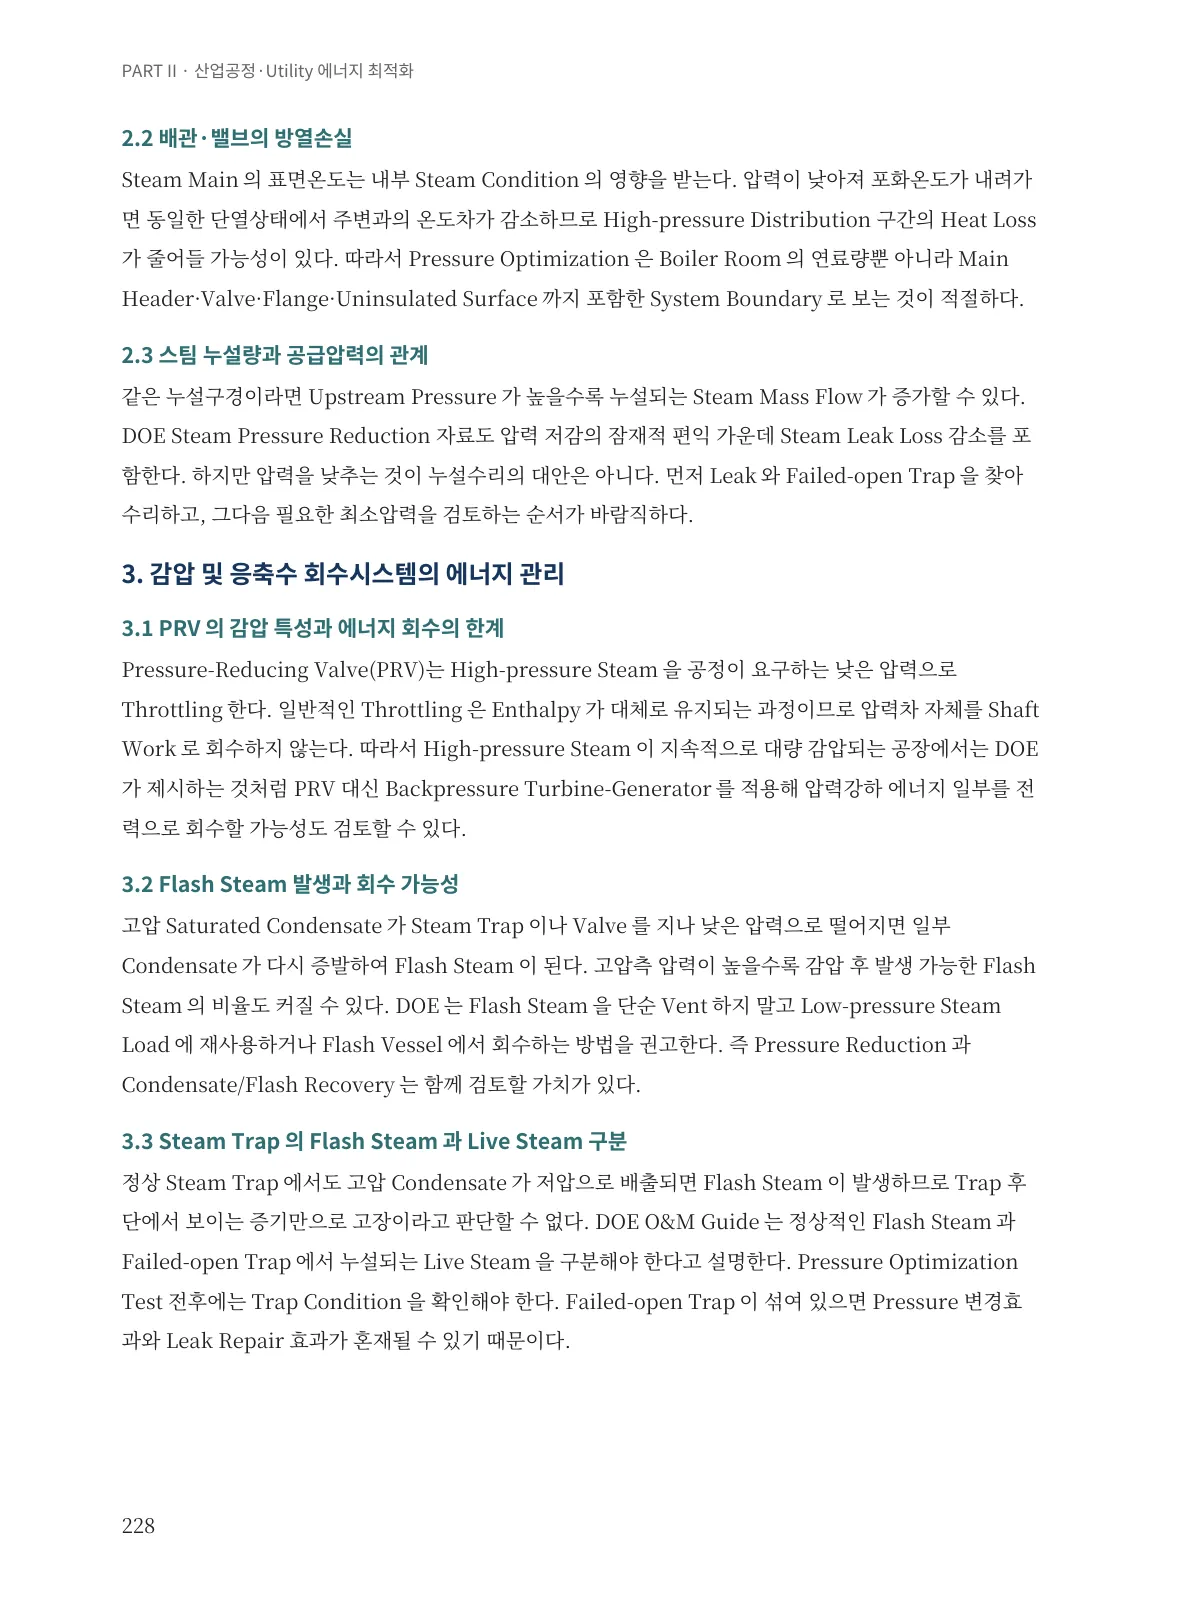 PART II · 산업공정·Utility 에너지 최적화
2.2 배관·밸브의 방열손실
Steam Main 의 표면온도는 내부 Steam Condition 의 영향을 받는다. 압력이 낮아져 포화온도가 내려가
면 동일한 단열상태에서 주변과의 온도차가 감소하므로 High-pressure Distribution 구간의 Heat Loss
가 줄어들 가능성이 있다. 따라서 Pressure Optimization 은 Boiler Room 의 연료량뿐 아니라 Main
Header·Valve·Flange·Uninsulated Surface 까지 포함한 System Boundary 로 보는 것이 적절하다.
2.3 스팀 누설량과 공급압력의 관계
같은 누설구경이라면 Upstream Pressure 가 높을수록 누설되는 Steam Mass Flow 가 증가할 수 있다.
DOE Steam Pressure Reduction 자료도 압력 저감의 잠재적 편익 가운데 Steam Leak Loss 감소를 포
함한다. 하지만 압력을 낮추는 것이 누설수리의 대안은 아니다. 먼저 Leak 와 Failed-open Trap 을 찾아
수리하고, 그다음 필요한 최소압력을 검토하는 순서가 바람직하다.
3. 감압 및 응축수 회수시스템의 에너지 관리
3.1 PRV 의 감압 특성과 에너지 회수의 한계
Pressure-Reducing Valve(PRV)는 High-pressure Steam 을 공정이 요구하는 낮은 압력으로
Throttling 한다. 일반적인 Throttling 은 Enthalpy 가 대체로 유지되는 과정이므로 압력차 자체를 Shaft
Work 로 회수하지 않는다. 따라서 High-pressure Steam 이 지속적으로 대량 감압되는 공장에서는 DOE
가 제시하는 것처럼 PRV 대신 Backpressure Turbine-Generator 를 적용해 압력강하 에너지 일부를 전
력으로 회수할 가능성도 검토할 수 있다.
3.2 Flash Steam 발생과 회수 가능성
고압 Saturated Condensate 가 Steam Trap 이나 Valve 를 지나 낮은 압력으로 떨어지면 일부
Condensate 가 다시 증발하여 Flash Steam 이 된다. 고압측 압력이 높을수록 감압 후 발생 가능한 Flash
Steam 의 비율도 커질 수 있다. DOE 는 Flash Steam 을 단순 Vent 하지 말고 Low-pressure Steam
Load 에 재사용하거나 Flash Vessel 에서 회수하는 방법을 권고한다. 즉 Pressure Reduction 과
Condensate/Flash Recovery 는 함께 검토할 가치가 있다.
3.3 Steam Trap 의 Flash Steam 과 Live Steam 구분
정상 Steam Trap 에서도 고압 Condensate 가 저압으로 배출되면 Flash Steam 이 발생하므로 Trap 후
단에서 보이는 증기만으로 고장이라고 판단할 수 없다. DOE O&M Guide 는 정상적인 Flash Steam 과
Failed-open Trap 에서 누설되는 Live Steam 을 구분해야 한다고 설명한다. Pressure Optimization
Test 전후에는 Trap Condition 을 확인해야 한다. Failed-open Trap 이 섞여 있으면 Pressure 변경효
과와 Leak Repair 효과가 혼재될 수 있기 때문이다.
228